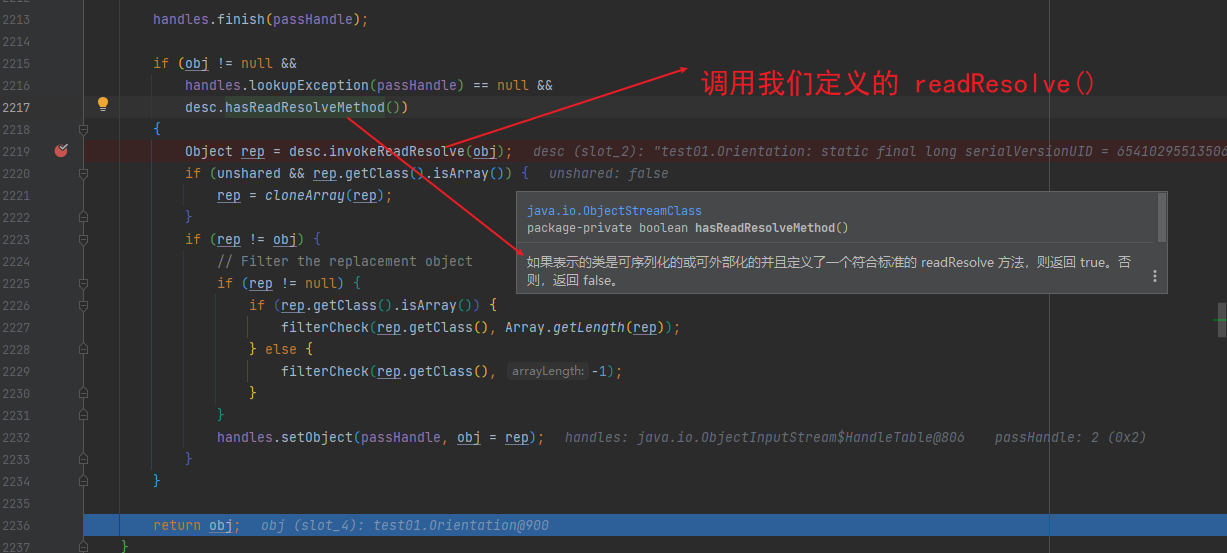 2213 handles.finish(passHandle);
2214
2215 if (obj != null &&
调用我们定义的 readResolve()
2216 handles.lookupException(passHandle) == null &&
2217 desc.hasReadResolveMethod())
2218 {
2219 Object rep = desc.invokeReadResolve(obj); desc (slot_2): "test01.Orientation: static final long serialVersionUID = 65410295513506
2220 if (unshared && rep.getClass().isArray()) { unshared: false
2221 rep = cloneArray(rep);
2222 }
java.io.ObjectStreamClass
package-private boolean hasReadResolveMethod()
如果表示的类是可序列化的或可外部化的并且定义了一个符合标准的 readResolve 方法，则返回 true。否
则，返回 false。
2223 if (rep != obj) {
2224 // Filter the replacement object
2225 if (rep != null) {
2226 if (rep.getClass().isArray()) {
2227 filterCheck(rep.getClass(), Array.getLength(rep));
2228 } else {
2229 filterCheck(rep.getClass(), arrayLength: -1);
2230 }
2231 }
2232 handles.setObject(passHandle, obj = rep); handles: java.io.ObjectInputStream$HandleTable@806 passHandle: 2 (0x2)
2233 }
2234 }
2235
2236 return obj; obj (slot_4): test01.Orientation@900
2237 }